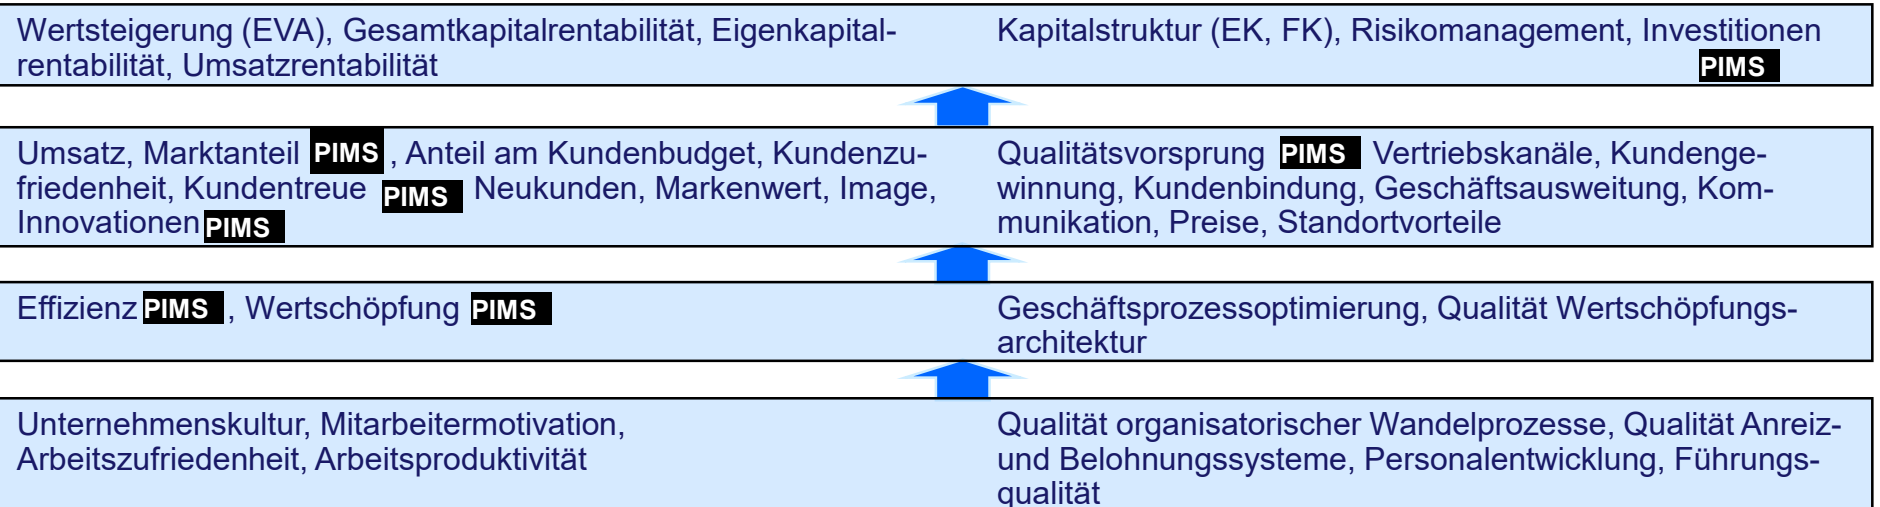 Wertsteigerung (EVA), Gesamtkapitalrentabilität, Eigenkapital-
rentabilität, Umsatzrentabilität
Kapitalstruktur (EK, FK), Risikomanagement, Investitionen
PIMS
Umsatz, Marktanteil PIMS , Anteil am Kundenbudget, Kundenzu-
friedenheit, Kundentreue PIMS Neukunden, Markenwert, Image,
Innovationen PIMS
Qualitätsvorsprung PIMS Vertriebskanäle, Kundenge-
winnung, Kundenbindung, Geschäftsausweitung, Kom-
munikation, Preise, Standortvorteile
Effizienz PIMS , Wertschöpfung PIMS
Geschäftsprozessoptimierung, Qualität Wertschöpfungs-
architektur
Unternehmenskultur, Mitarbeitermotivation,
Arbeitszufriedenheit, Arbeitsproduktivität
Qualität organisatorischer Wandelprozesse, Qualität Anreiz-
und Belohnungssysteme, Personalentwicklung, Führungs-
qualität